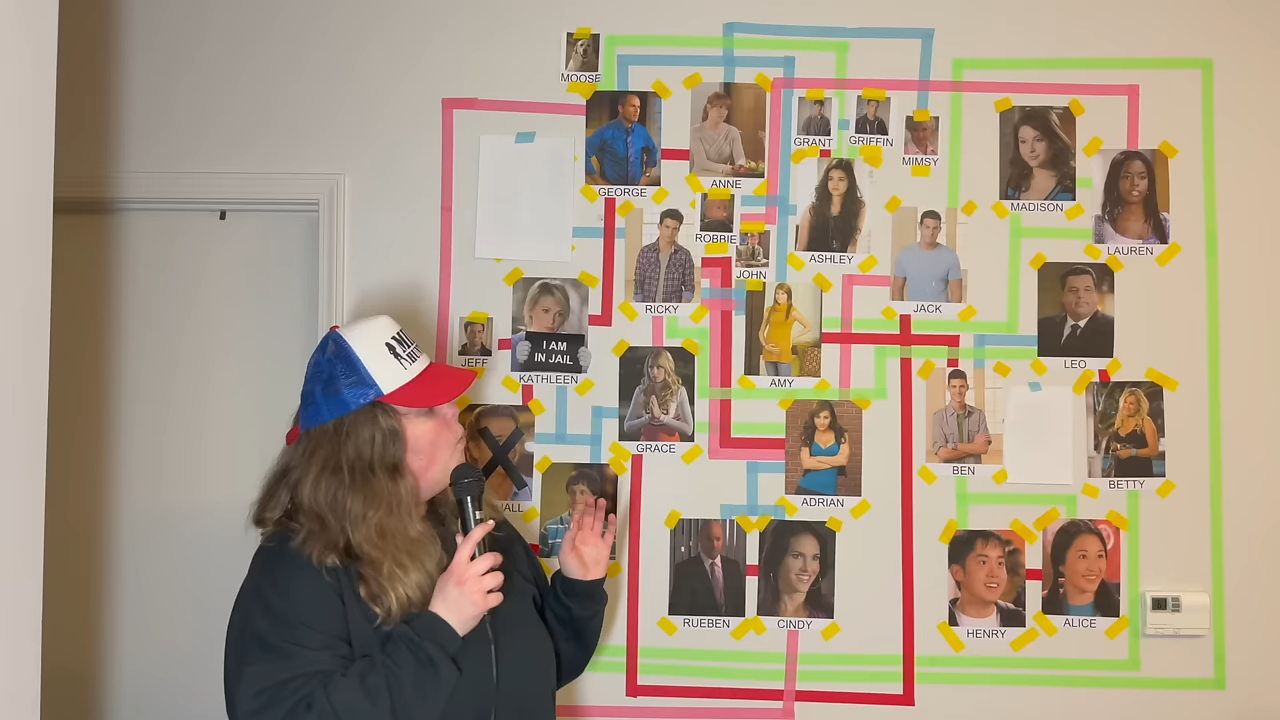 MOOSE
GEORGE
ANNE
GRANT
GRIFFIN
MIMSY
MADISON
LAUREN
ROBBIE
JOHN
ASHLEY
RICKY
JACK
I AM
IN JAIL
JEFF
KATHLEEN
LEO
AMY
GRACE
BEN
BETTY
ADRIAN
RUEBEN
CINDY
HENRY
ALICE